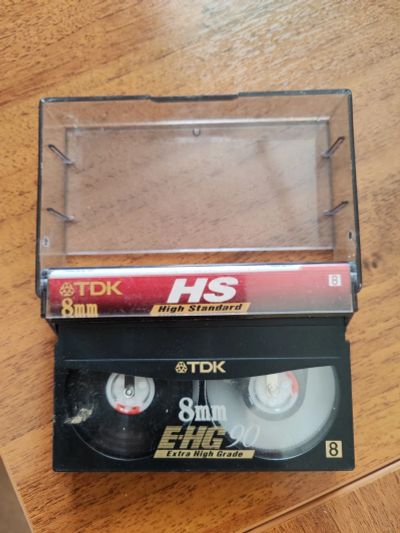 TDK
8mm
HS
High Standard
8
TDK
8mm
E-HG 90
Extra High Grade
8